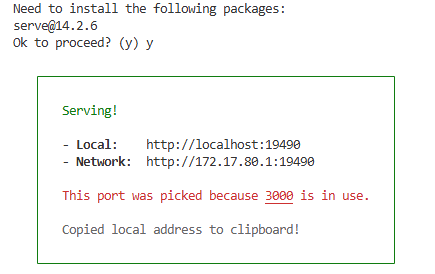 Need to install the following packages:
serve@14.2.6
Ok to proceed? (y) y
Serving!
- Local:    http://localhost:19490
- Network:  http://172.17.80.1:19490
This port was picked because 3000 is in use.
Copied local address to clipboard!